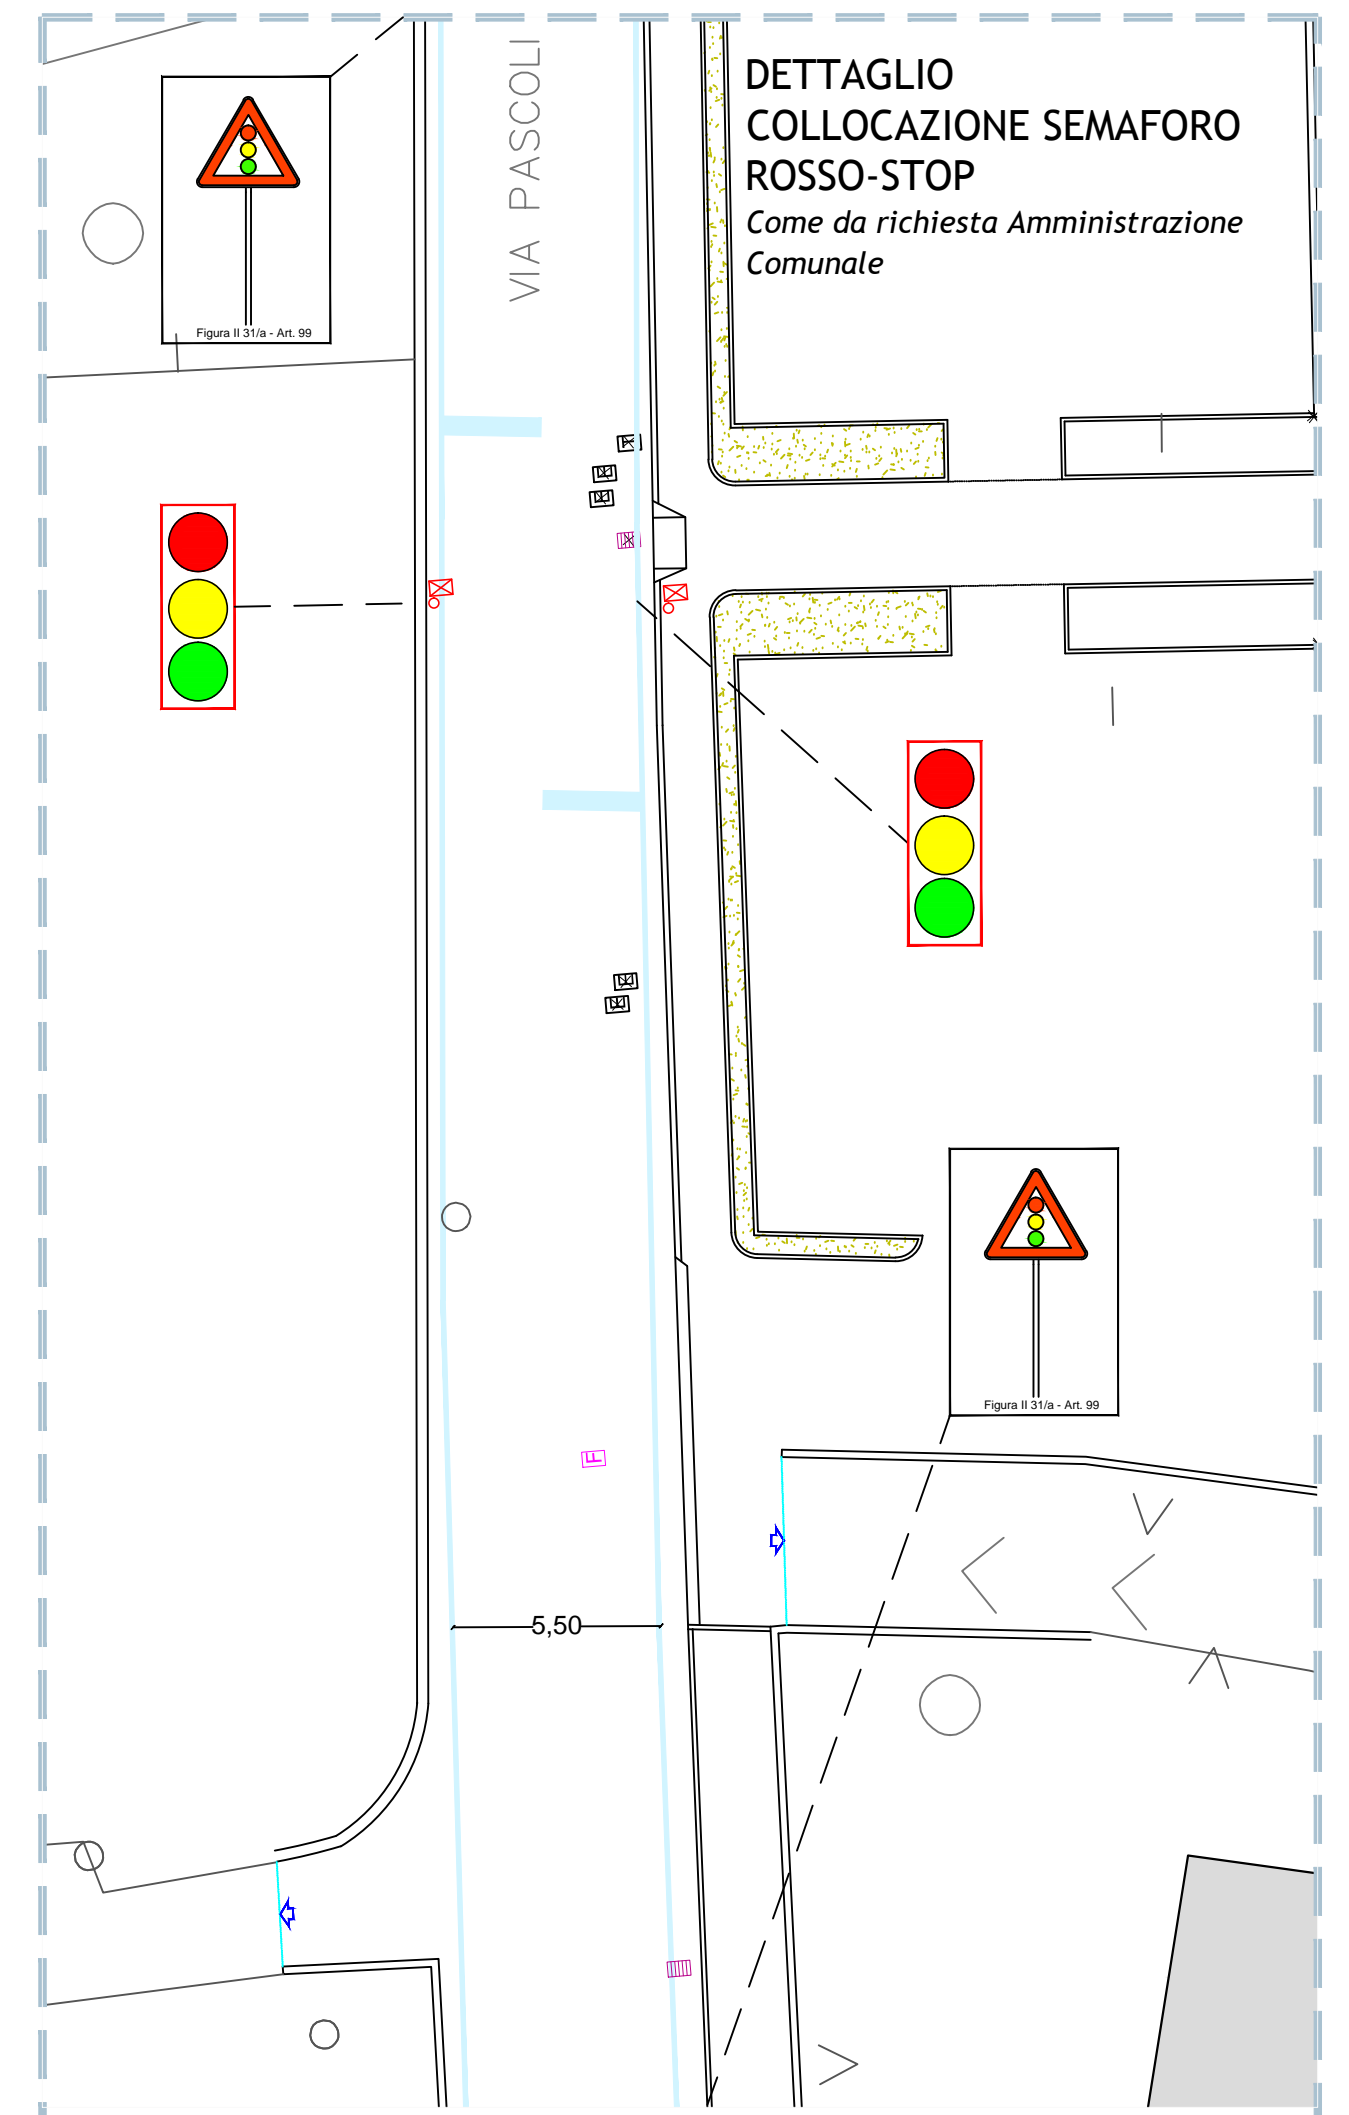 DETTAGLIO
COLLOCAZIONE SEMAFORO
ROSSO-STOP
Come da richiesta Amministrazione
Comunale
VIA PASCOLI
Figura II 31/a - Art. 99
Figura II 31/a - Art. 99
F
5,50